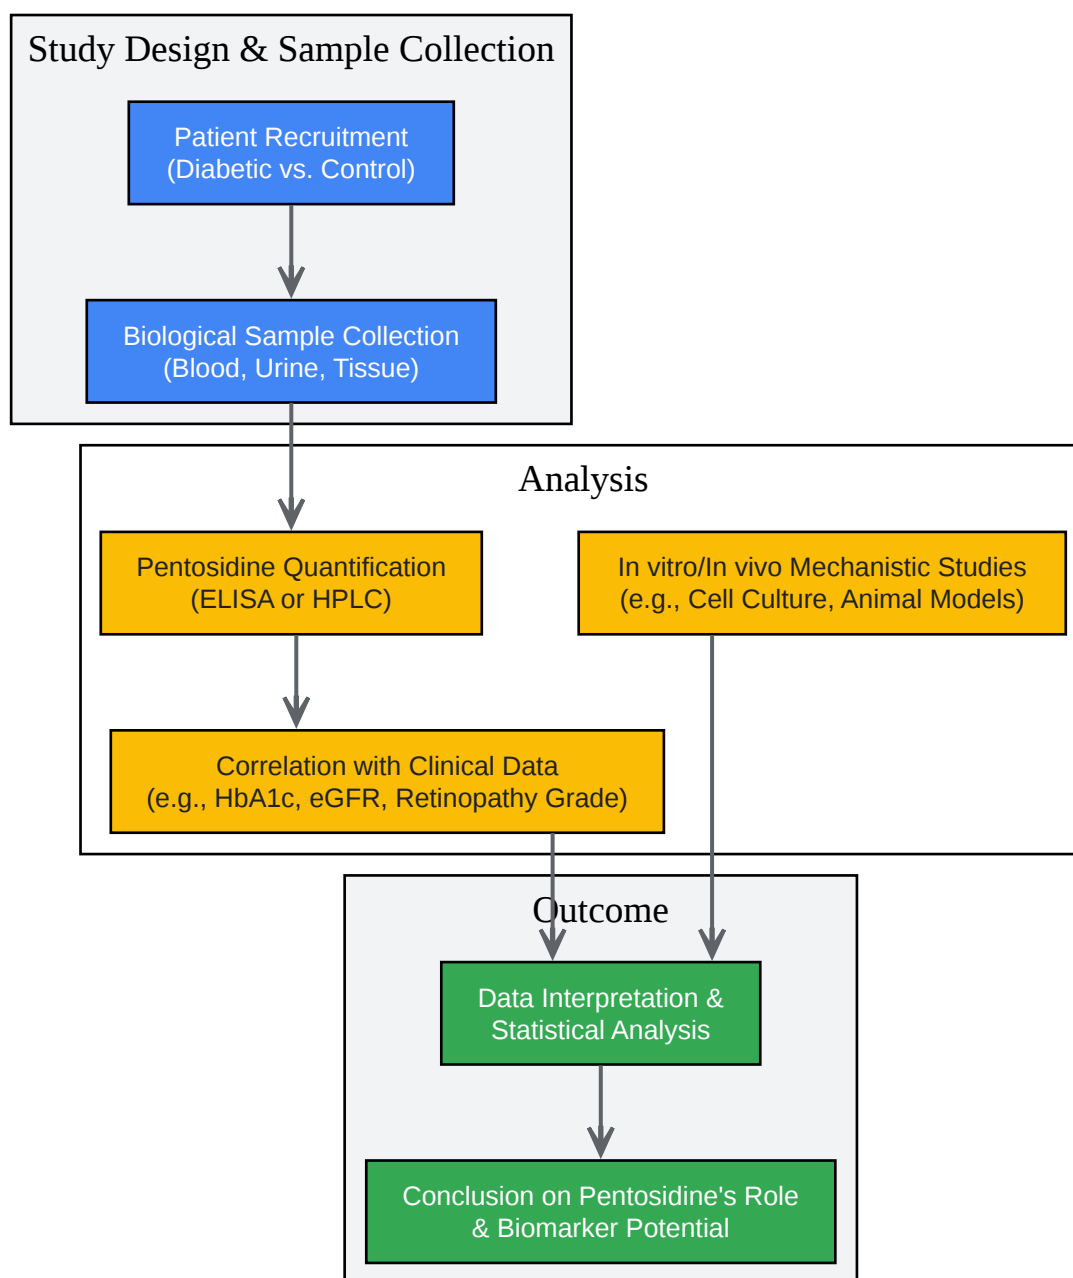 Study Design & Sample Collection
Patient Recruitment
(Diabetic vs. Control)
Biological Sample Collection
(Blood, Urine, Tissue)
Analysis
Pentosidine Quantification
(ELISA or HPLC)
In vitro/In vivo Mechanistic Studies
(e.g., Cell Culture, Animal Models)
Correlation with Clinical Data
(e.g., HbA1c, eGFR, Retinopathy Grade)
Outcome
Data Interpretation &
Statistical Analysis
Conclusion on Pentosidine's Role
& Biomarker Potential